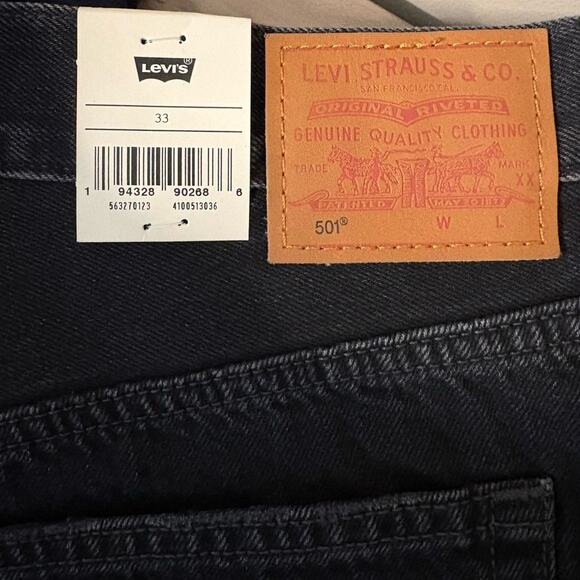 LEVI'S®
33
1 94328 90268 6
563270123 4100513036
LEVI STRAUSS & CO.
SAN FRANCISCO, CAL.
ORIGINAL RIVETED
GENUINE QUALITY CLOTHING
TRADE MARK
XX
PATENTED MAY 20 187
501® W L